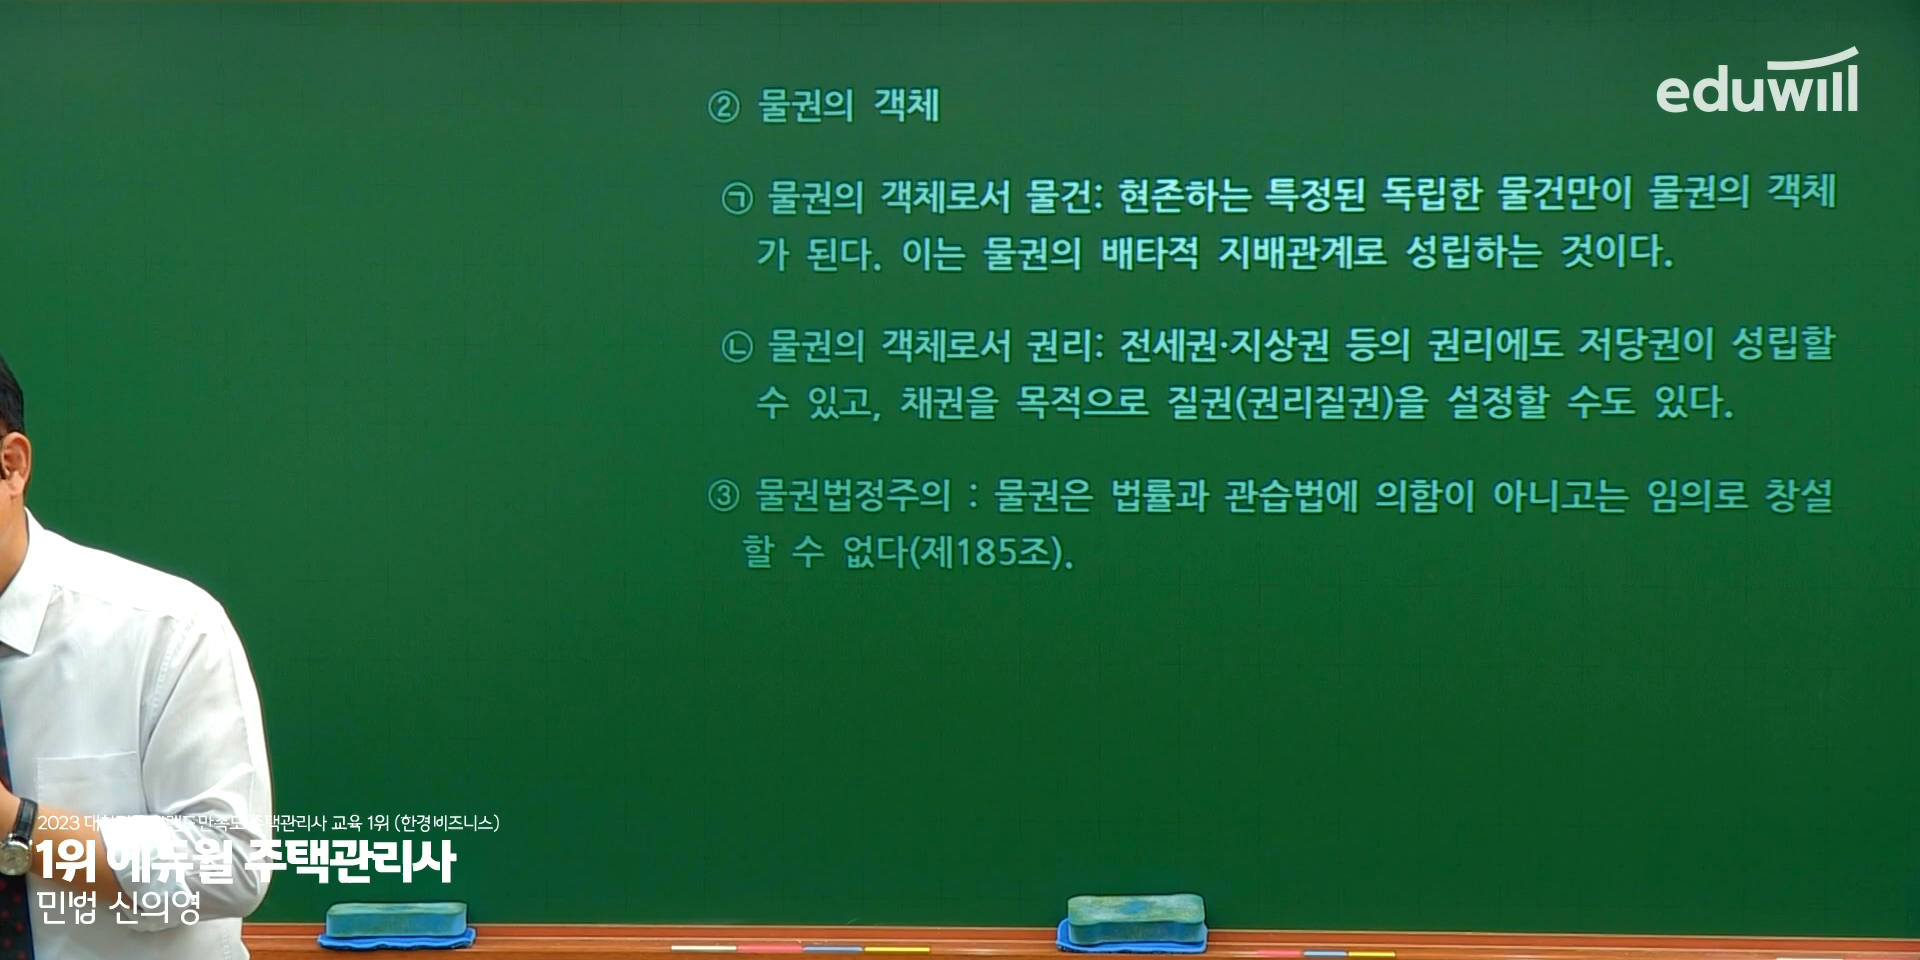 eduwill
② 물권의 객체
㉠ 물권의 객체로서 물건: 현존하는 특정된 독립한 물건만이 물권의 객체
가 된다. 이는 물권의 배타적 지배관계로 성립하는 것이다.
㉡ 물권의 객체로서 권리: 전세권·지상권 등의 권리에도 저당권이 성립할
수 있고, 채권을 목적으로 질권(권리질권)을 설정할 수도 있다.
③ 물권법정주의 : 물권은 법률과 관습법에 의함이 아니고는 임의로 창설
할 수 없다(제185조).
2023 주택관리사 교육 1위 (한경비즈니스)
1위 에듀윌 주택관리사
민법 신의영